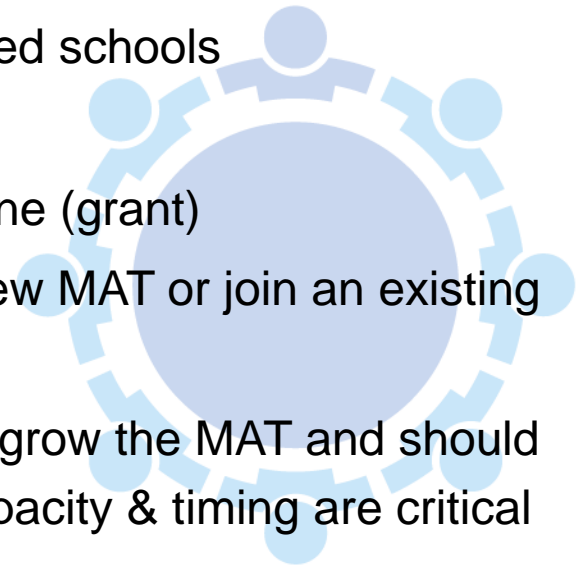 ed schools
ne (grant)
ew MAT or join an existing
grow the MAT and should
pacity & timing are critical